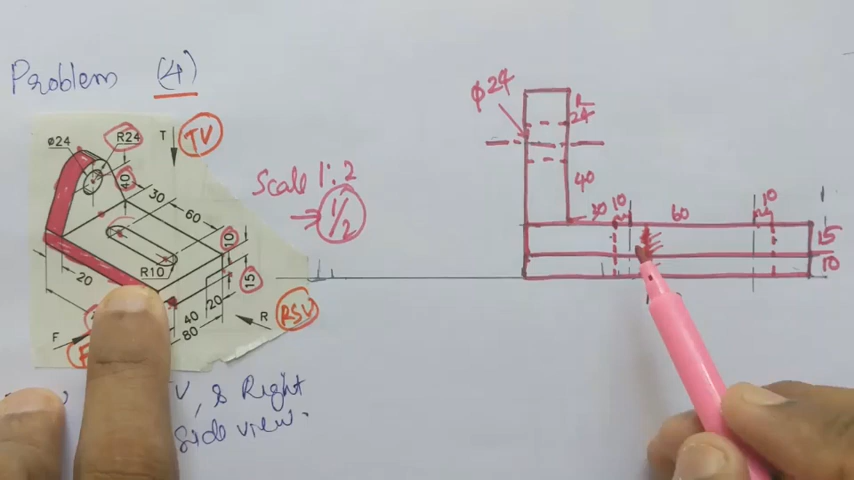 Problem (4)
Φ24
R24
T
TV
40
30
60
10
15
R10
20
20
40
80
F
R
RSV
Scale 1:2
1/2
V, & Right
side view.
Φ24
24
40
30
10
60
10
15
10